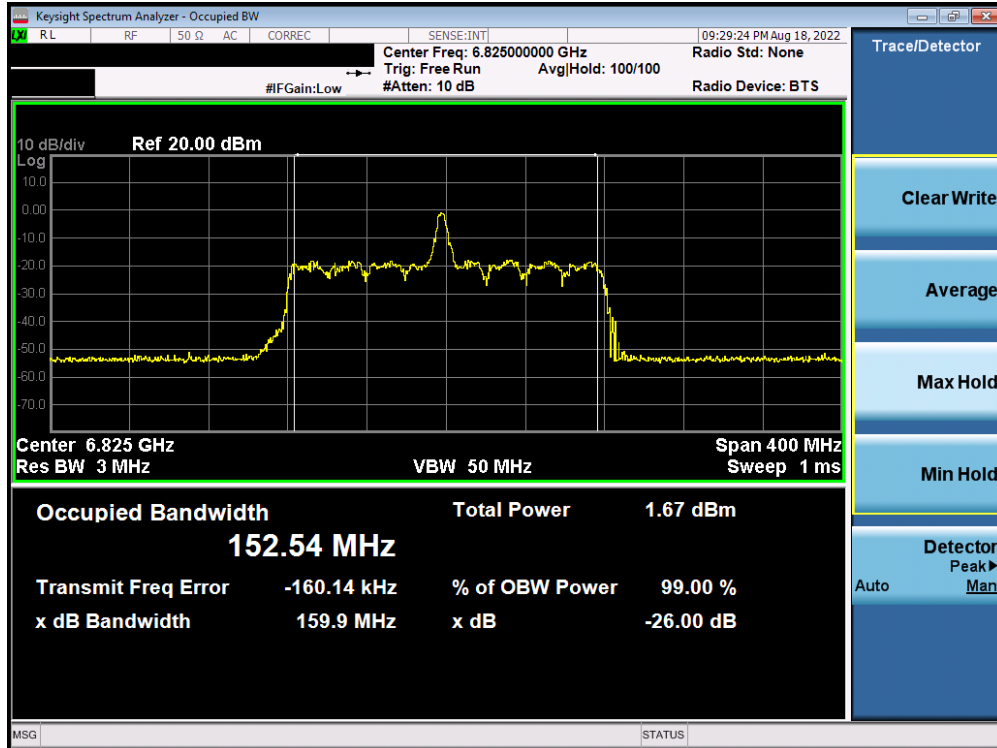 Keysight Spectrum Analyzer - Occupied BW
LXI RL RF 50 Ω AC CORREC SENSE:INT 09:29:24 PM Aug 18, 2022
Center Freq: 6.825000000 GHz Radio Std: None
Trig: Free Run Avg|Hold: 100/100
#IFGain:Low #Atten: 10 dB Radio Device: BTS
Trace/Detector
10 dB/div Ref 20.00 dBm
Log
10.0
0.00
-10.0
-20.0
-30.0
-40.0
-50.0
-60.0
-70.0
Center 6.825 GHz Span 400 MHz
Res BW 3 MHz VBW 50 MHz Sweep 1 ms
Occupied Bandwidth Total Power 1.67 dBm
152.54 MHz
Transmit Freq Error -160.14 kHz % of OBW Power 99.00 %
x dB Bandwidth 159.9 MHz x dB -26.00 dB
Clear Write
Average
Max Hold
Min Hold
Detector
Peak▶
Auto Man
MSG STATUS